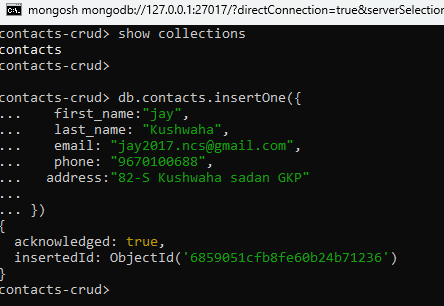 mongosh mongodb://127.0.0.1:27017/?directConnection=true&serverSelection
contacts-crud> show collections
contacts
contacts-crud>
contacts-crud> db.contacts.insertOne({
...     first_name:"jay",
...     last_name: "Kushwaha",
...     email: "jay2017.ncs@gmail.com",
...     phone: "9670100688",
...    address:"82-S Kushwaha sadan GKP"
...
... })
{
  acknowledged: true,
  insertedId: ObjectId('6859051cfb8fe60b24b71236')
}
contacts-crud>